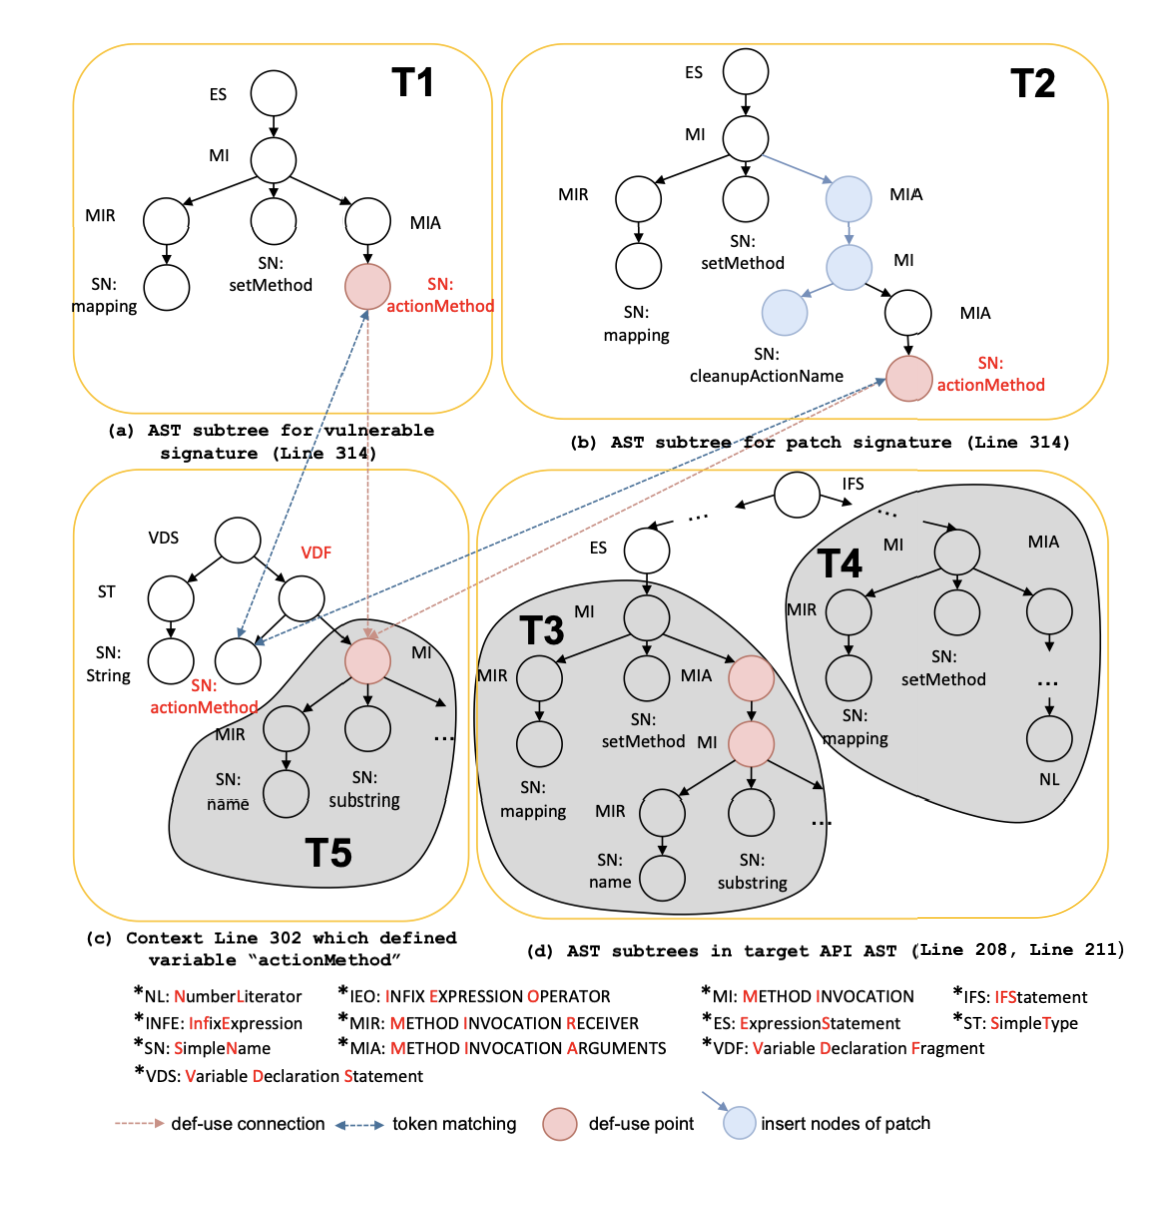 T1
ES
MI
MIR
MIA
SN:
mapping
SN:
setMethod
SN:
actionMethod
(a) AST subtree for vulnerable
signature (Line 314)
T2
ES
MI
MIR
MIA
SN:
setMethod
MI
SN:
mapping
MIA
SN:
cleanupActionName
SN:
actionMethod
(b) AST subtree for patch signature (Line 314)
VDS
VDF
ST
SN:
String
SN:
actionMethod
MI
MIR
...
SN:
name
SN:
substring
T5
(c) Context Line 302 which defined
variable “actionMethod”
IFS
...
...
ES
T3
MI
MIR
MIA
SN:
setMethod
MI
SN:
mapping
MIR
...
SN:
name
SN:
substring
T4
MI
MIA
MIR
SN:
setMethod
...
SN:
mapping
NL
(d) AST subtrees in target API AST (Line 208, Line 211)
*NL: NumberLiterator
*IEO: INFIX EXPRESSION OPERATOR
*MI: METHOD INVOCATION
*IFS: IFStatement
*INFE: InfixExpression
*MIR: METHOD INVOCATION RECEIVER
*ES: ExpressionStatement
*ST: SimpleType
*SN: SimpleName
*MIA: METHOD INVOCATION ARGUMENTS
*VDF: Variable Declaration Fragment
*VDS: Variable Declaration Statement
def-use connection
token matching
def-use point
insert nodes of patch